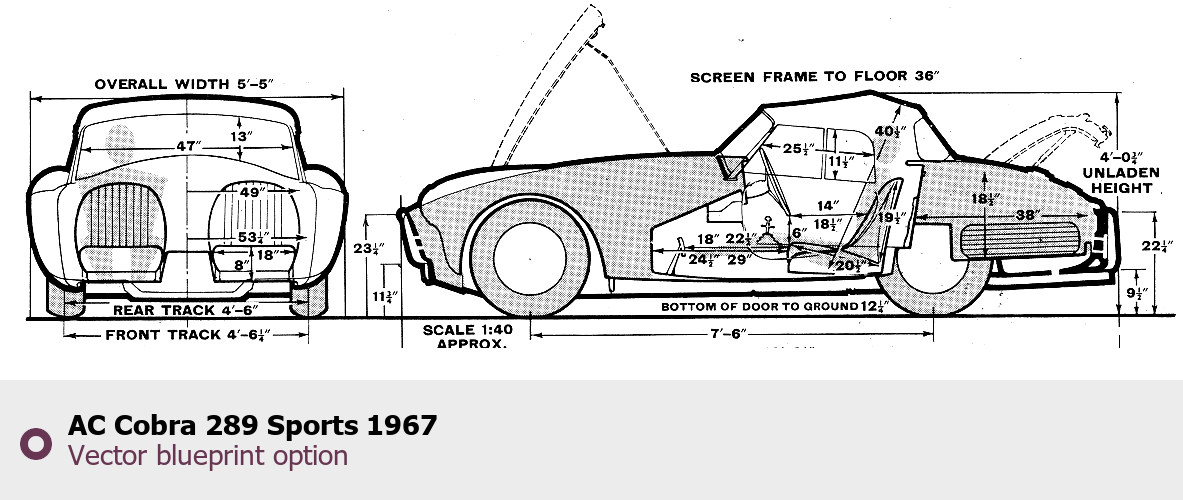 OVERALL WIDTH 5'–5"
SCREEN FRAME TO FLOOR 36"
13"
47"
49"
53¼"
18"
8"
REAR TRACK 4'–6"
FRONT TRACK 4'–6¼"
23¼"
11¾"
SCALE 1:40
APPROX.
25½"
11½"
40½"
14"
18½"
19½"
18" 22½"
6"
24½" 29"
20½"
BOTTOM OF DOOR TO GROUND 12¼"
7'–6"
18½"
38"
4'–0¾"
UNLADEN
HEIGHT
22¼"
9½"
AC Cobra 289 Sports 1967
Vector blueprint option